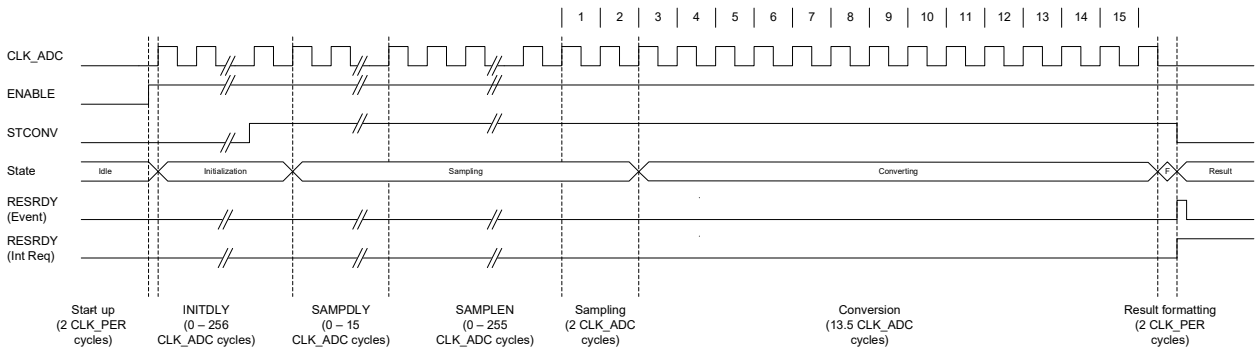 1 2 3 4 5 6 7 8 9 10 11 12 13 14 15
CLK_ADC
ENABLE
STCONV
State Idle Initialization Sampling Converting F Result
RESRDY
(Event)
RESRDY
(Int Req)
Start up
(2 CLK_PER
cycles)
INITDLY
(0 – 256
CLK_ADC cycles)
SAMPDLY
(0 – 15
CLK_ADC cycles)
SAMPLEN
(0 – 255
CLK_ADC cycles)
Sampling
(2 CLK_ADC
cycles)
Conversion
(13.5 CLK_ADC
cycles)
Result formatting
(2 CLK_PER
cycles)